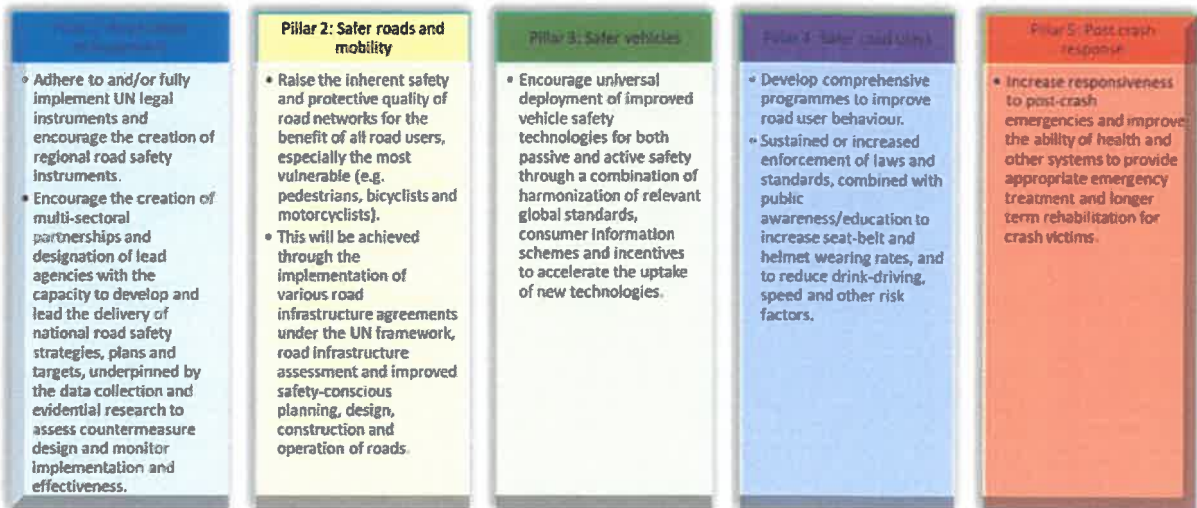 Pillar 2: Safer roads and
mobility
Pillar 3: Safer vehicles
Pillar 4: Safer road users
Pillar 5: Post crash
response
• Adhere to and/or fully
implement UN legal
instruments and
encourage the creation of
regional road safety
instruments.
• Encourage the creation of
multi-sectoral
partnerships and
designation of lead
agencies with the
capacity to develop and
lead the delivery of
national road safety
strategies, plans and
targets, underpinned by
the data collection and
evidential research to
assess countermeasure
design and monitor
implementation and
effectiveness.
• Raise the inherent safety
and protective quality of
road networks for the
benefit of all road users,
especially the most
vulnerable (e.g.
pedestrians, bicyclists and
motorcyclists).
• This will be achieved
through the
implementation of
various road
infrastructure agreements
under the UN framework,
road infrastructure
assessment and improved
safety-conscious
planning, design,
construction and
operation of roads.
• Encourage universal
deployment of improved
vehicle safety
technologies for both
passive and active safety
through a combination of
harmonization of relevant
global standards,
consumer information
schemes and incentives
to accelerate the uptake
of new technologies.
• Develop comprehensive
programmes to improve
road user behaviour.
• Sustained or increased
enforcement of laws and
standards, combined with
public
awareness/education to
increase seat-belt and
helmet wearing rates, and
to reduce drink-driving,
speed and other risk
factors.
• Increase responsiveness
to post-crash
emergencies and improve
the ability of health and
other systems to provide
appropriate emergency
treatment and longer
term rehabilitation for
crash victims.